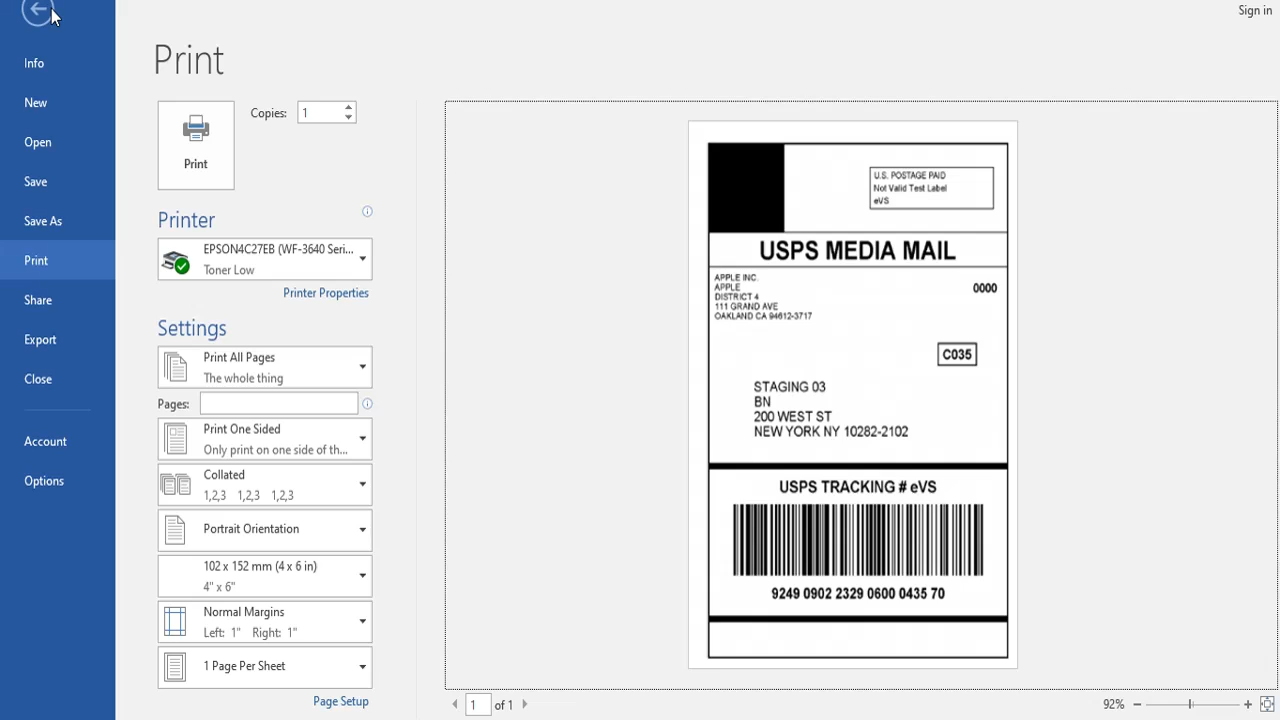 Sign in
Info
New
Open
Save
Save As
Print
Share
Export
Close
Account
Options
Print
Print
Copies: 1
Printer
EPSON4C27EB (WF-3640 Seri...
Toner Low
Printer Properties
Settings
Print All Pages
The whole thing
Pages:
Print One Sided
Only print on one side of th...
Collated
1,2,3 1,2,3 1,2,3
Portrait Orientation
102 x 152 mm (4 x 6 in)
4" x 6"
Normal Margins
Left: 1" Right: 1"
1 Page Per Sheet
Page Setup
U.S. POSTAGE PAID
Not Valid Test Label
eVS
USPS MEDIA MAIL
APPLE INC.
APPLE
DISTRICT 4
111 GRAND AVE
OAKLAND CA 94612-3717
0000
C035
STAGING 03
BN
200 WEST ST
NEW YORK NY 10282-2102
USPS TRACKING # eVS
9249 0902 2329 0600 0435 70
1 of 1
92%